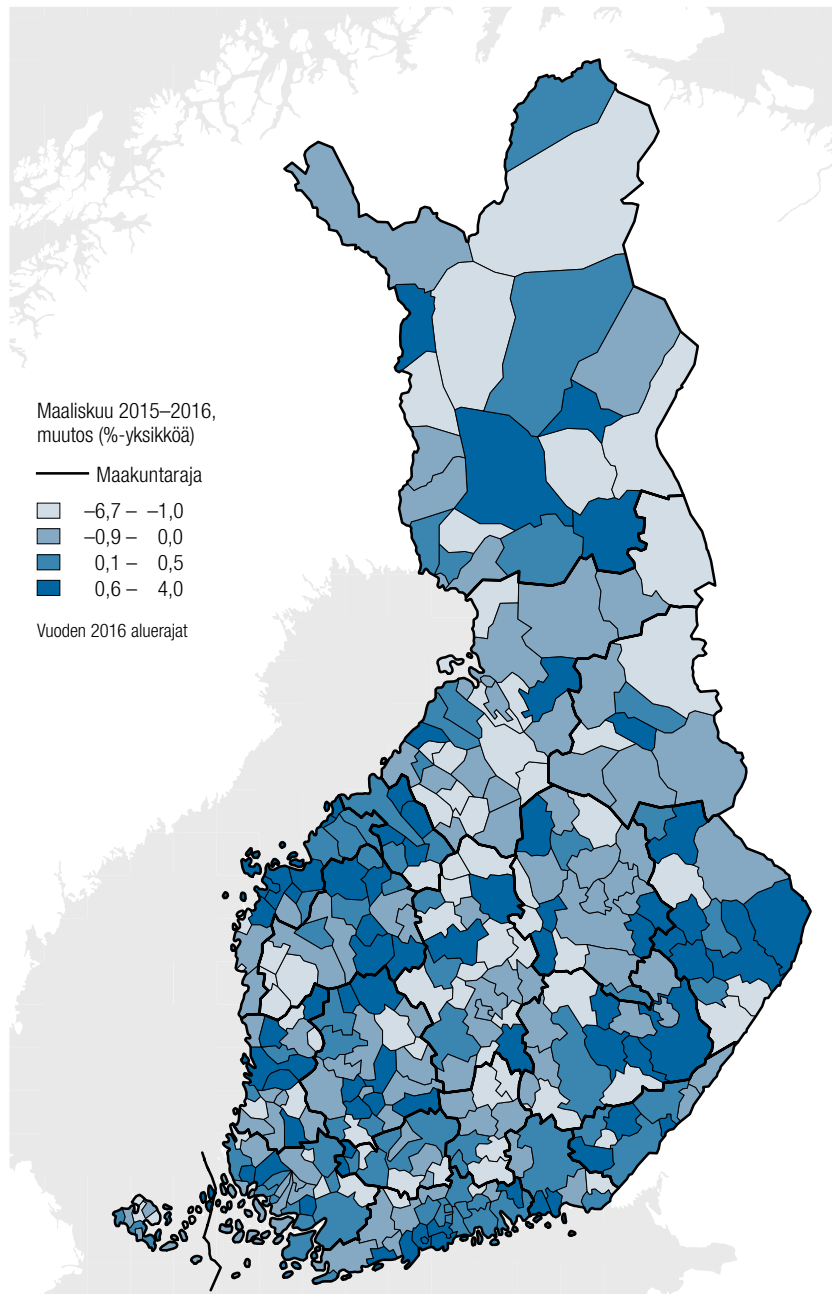 Maaliskuu 2015–2016,
muutos (%-yksikköä)
Maakuntaraja
–6,7 – –1,0
–0,9 – 0,0
0,1 – 0,5
0,6 – 4,0
Vuoden 2016 aluerajat